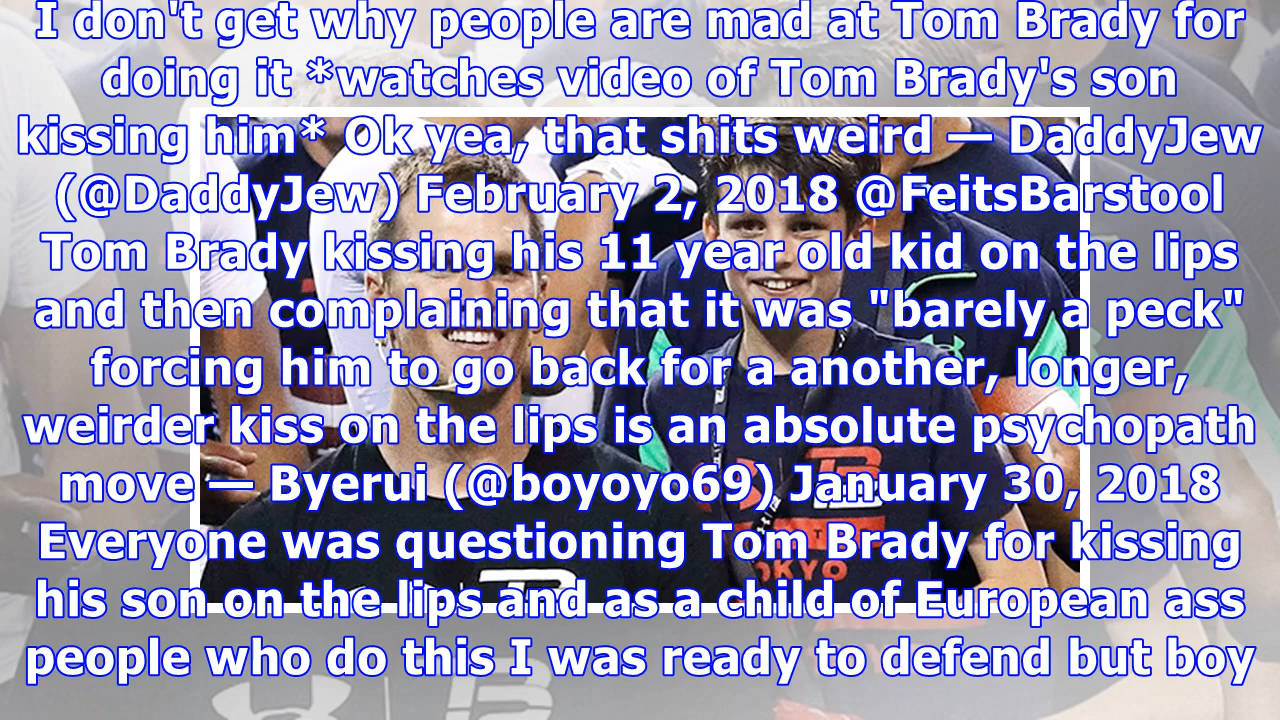 I don't get why people are mad at Tom Brady for
doing it *watches video of Tom Brady's son
kissing him* Ok yea, that shits weird — DaddyJew
(@DaddyJew) February 2, 2018 @FeitsBarstool
Tom Brady kissing his 11 year old kid on the lips
and then complaining that it was "barely a peck"
forcing him to go back for a another, longer,
weirder kiss on the lips is an absolute psychopath
move — Byerui (@boyoyo69) January 30, 2018
Everyone was questioning Tom Brady for kissing
his son on the lips and as a child of European ass
people who do this I was ready to defend but boy
OKYO